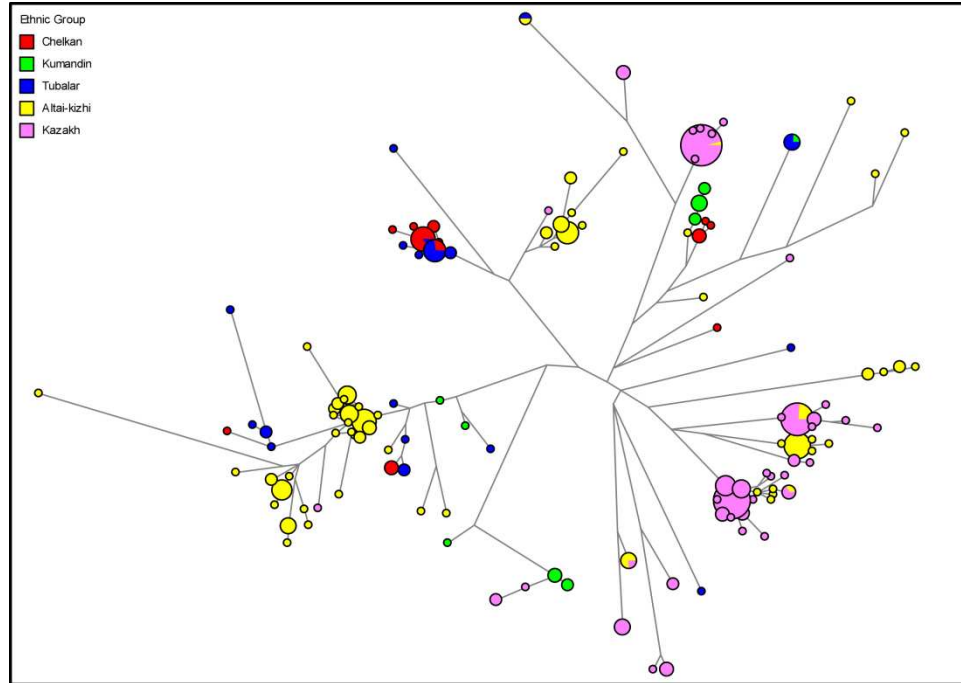 Ethnic Group
Chelkan
Kumandin
Tubalar
Altai-kizhi
Kazakh